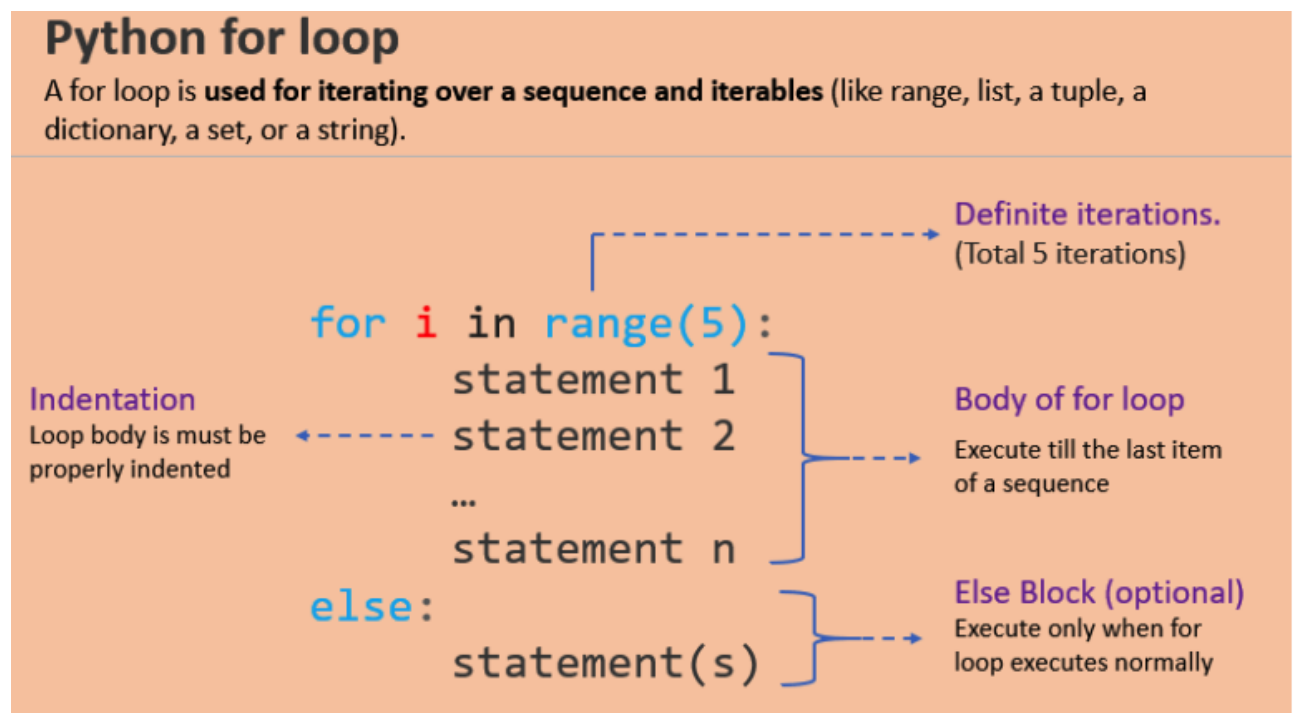 Python for loop
A for loop is used for iterating over a sequence and iterables (like range, list, a tuple, a
dictionary, a set, or a string).
Definite iterations.
(Total 5 iterations)
for i in range(5):
statement 1
Indentation
Loop body is must be
properly indented
statement 2
…
statement n
Body of for loop
Execute till the last item
of a sequence
else:
statement(s)
Else Block (optional)
Execute only when for
loop executes normally